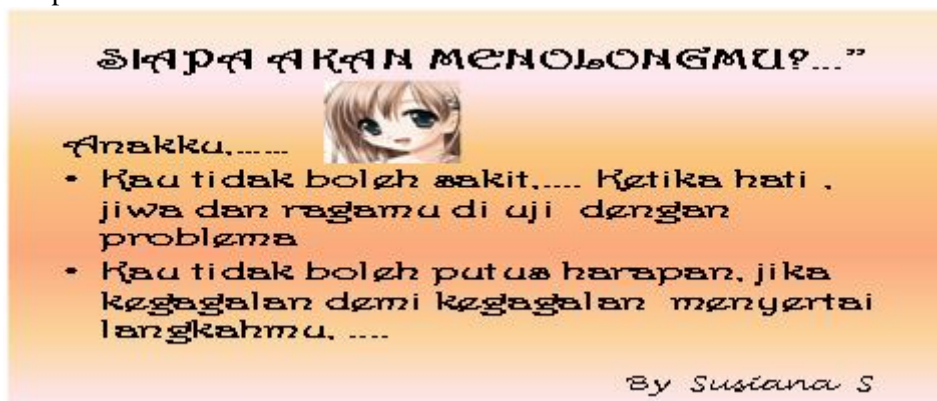 SIAPA AKAN MENOLONGMU?..."
Anakku,......
• Kau tidak boleh sakit,.... Ketika hati ,
jiwa dan ragamu di uji dengan
problema
• Kau tidak boleh putus harapan, jika
kegagalan demi kegagalan menyertai
langkahmu, ....
By Susiana S